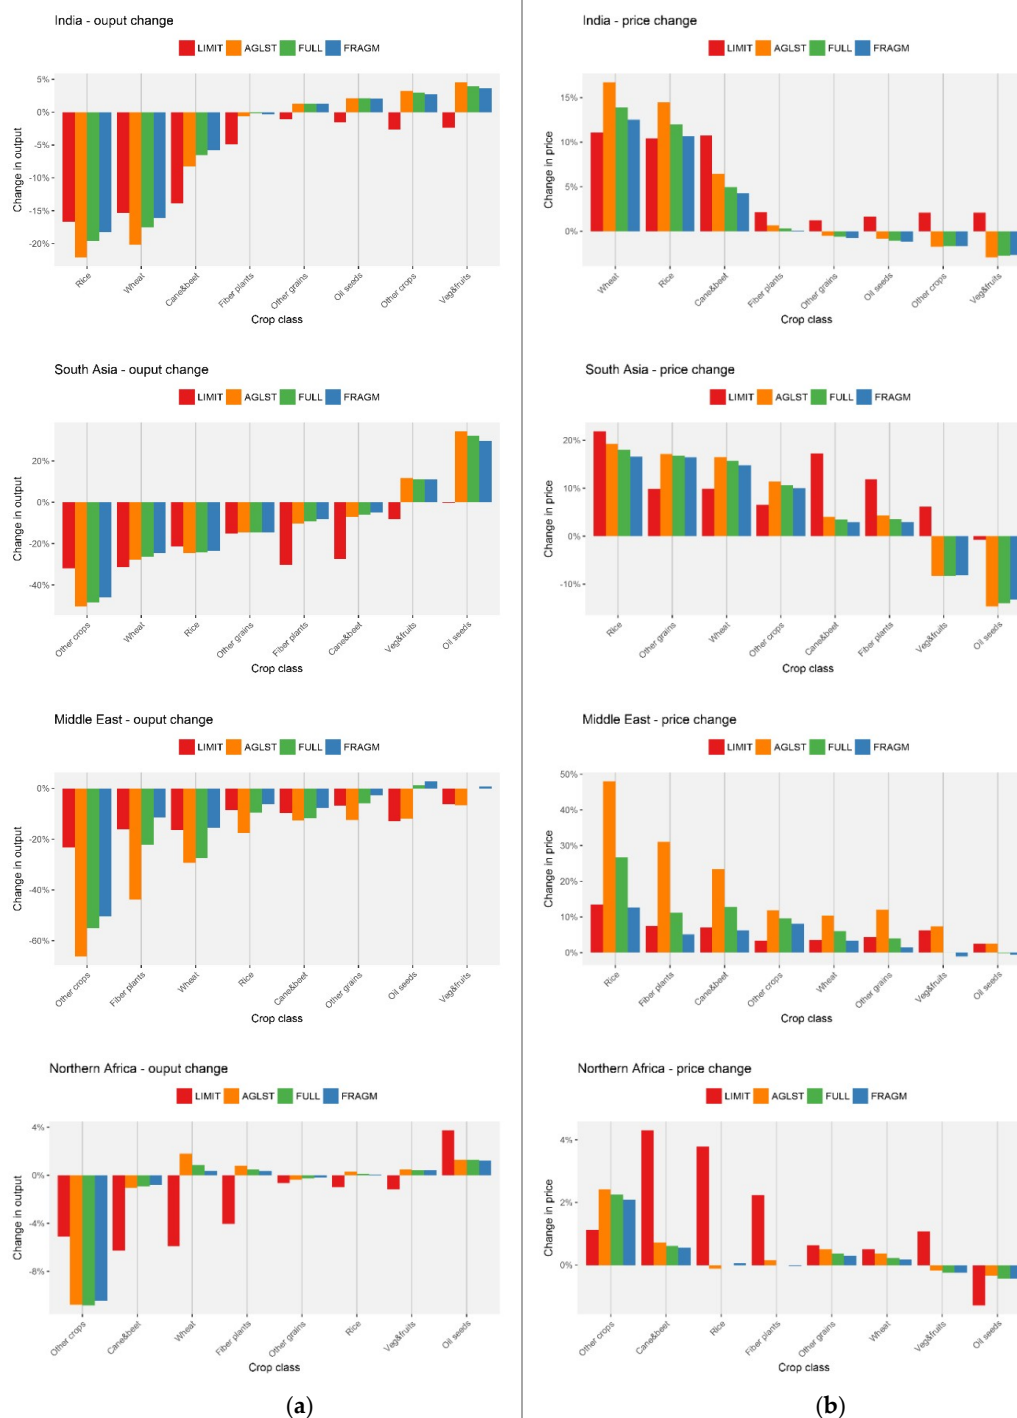 India - ouput change
LIMIT AGLST FULL FRAGM
Change in output
5%
0%
-5%
-10%
-15%
-20%
Rice Wheat Cane&beet Fiber plants Other grains Oil seeds Other crops Veg&fruits
Crop class
India - price change
LIMIT AGLST FULL FRAGM
Change in price
15%
10%
5%
0%
Wheat Rice Cane&beet Fiber plants Other grains Oil seeds Other crops Veg&fruits
Crop class
South Asia - ouput change
LIMIT AGLST FULL FRAGM
Change in output
20%
0%
-20%
-40%
Other crops Wheat Rice Other grains Fiber plants Cane&beet Veg&fruits Oil seeds
Crop class
South Asia - price change
LIMIT AGLST FULL FRAGM
Change in price
20%
10%
0%
-10%
Rice Other grains Wheat Other crops Cane&beet Fiber plants Veg&fruits Oil seeds
Crop class
Middle East - ouput change
LIMIT AGLST FULL FRAGM
Change in output
0%
-20%
-40%
-60%
Other crops Fiber plants Wheat Rice Cane&beet Other grains Oil seeds Veg&fruits
Crop class
Middle East - price change
LIMIT AGLST FULL FRAGM
Change in price
50%
40%
30%
20%
10%
0%
Rice Fiber plants Cane&beet Other crops Wheat Other grains Veg&fruits Oil seeds
Crop class
Northern Africa - ouput change
LIMIT AGLST FULL FRAGM
Change in output
4%
0%
-4%
-8%
Other crops Cane&beet Wheat Fiber plants Other grains Rice Veg&fruits Oil seeds
Crop class
Northern Africa - price change
LIMIT AGLST FULL FRAGM
Change in price
4%
2%
0%
Other crops Cane&beet Rice Fiber plants Other grains Wheat Veg&fruits Oil seeds
Crop class
(a)
(b)